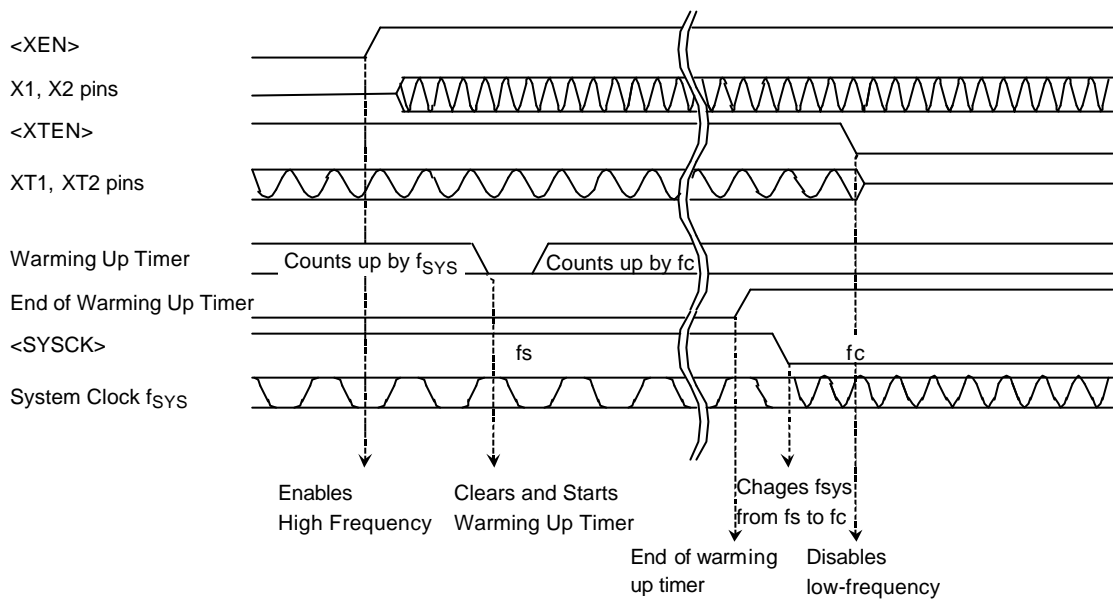 <XEN>
X1, X2 pins
<XTEN>
XT1, XT2 pins
Warming Up Timer
Counts up by fSYS
Counts up by fc
End of Warming Up Timer
<SYSCK>
fs
fc
System Clock fSYS
Enables
High Frequency
Clears and Starts
Warming Up Timer
Chages fsys
from fs to fc
End of warming
up timer
Disables
low-frequency